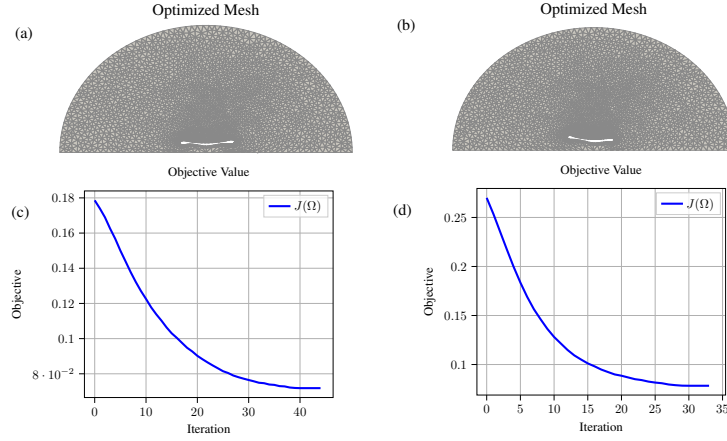 Optimized Mesh
(a)
Optimized Mesh
(b)
Objective Value
(c)
J(Ω)
0.18
0.16
0.14
0.12
0.1
8 · 10⁻²
Objective
0
10
20
30
40
Iteration
Objective Value
(d)
J(Ω)
0.25
0.2
0.15
0.1
Objective
0
5
10
15
20
25
30
35
Iteration